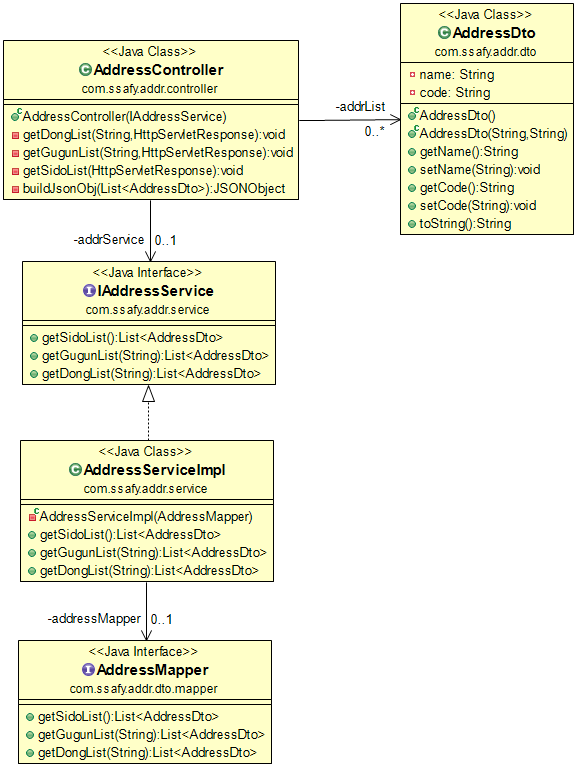 <<Java Class>>
AddressController
com.ssafy.addr.controller
AddressController(IAddressService)
getDongList(String,HttpServletResponse):void
getGugunList(String,HttpServletResponse):void
getSidoList(HttpServletResponse):void
buildJsonObj(List<AddressDto>):JSONObject
-addrList
0..*
<<Java Class>>
AddressDto
com.ssafy.addr.dto
name: String
code: String
AddressDto()
AddressDto(String,String)
getName():String
setName(String):void
getCode():String
setCode(String):void
toString():String
-addrService 0..1
<<Java Interface>>
IAddressService
com.ssafy.addr.service
getSidoList():List<AddressDto>
getGugunList(String):List<AddressDto>
getDongList(String):List<AddressDto>
<<Java Class>>
AddressServiceImpl
com.ssafy.addr.service
AddressServiceImpl(AddressMapper)
getSidoList():List<AddressDto>
getGugunList(String):List<AddressDto>
getDongList(String):List<AddressDto>
-addressMapper 0..1
<<Java Interface>>
AddressMapper
com.ssafy.addr.dto.mapper
getSidoList():List<AddressDto>
getGugunList(String):List<AddressDto>
getDongList(String):List<AddressDto>